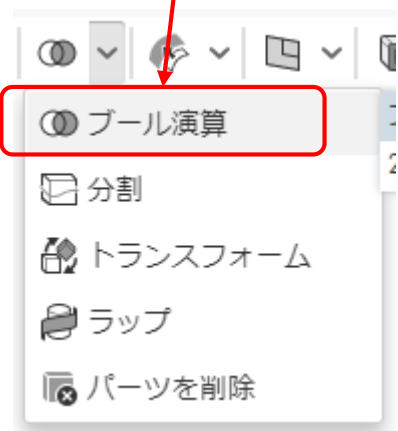 ブール演算
分割
トランスフォーム
ラップ
パーツを削除